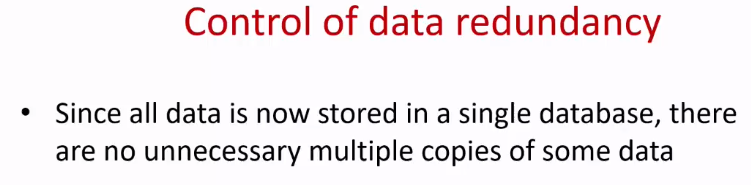 Control of data redundancy
• Since all data is now stored in a single database, there
are no unnecessary multiple copies of some data